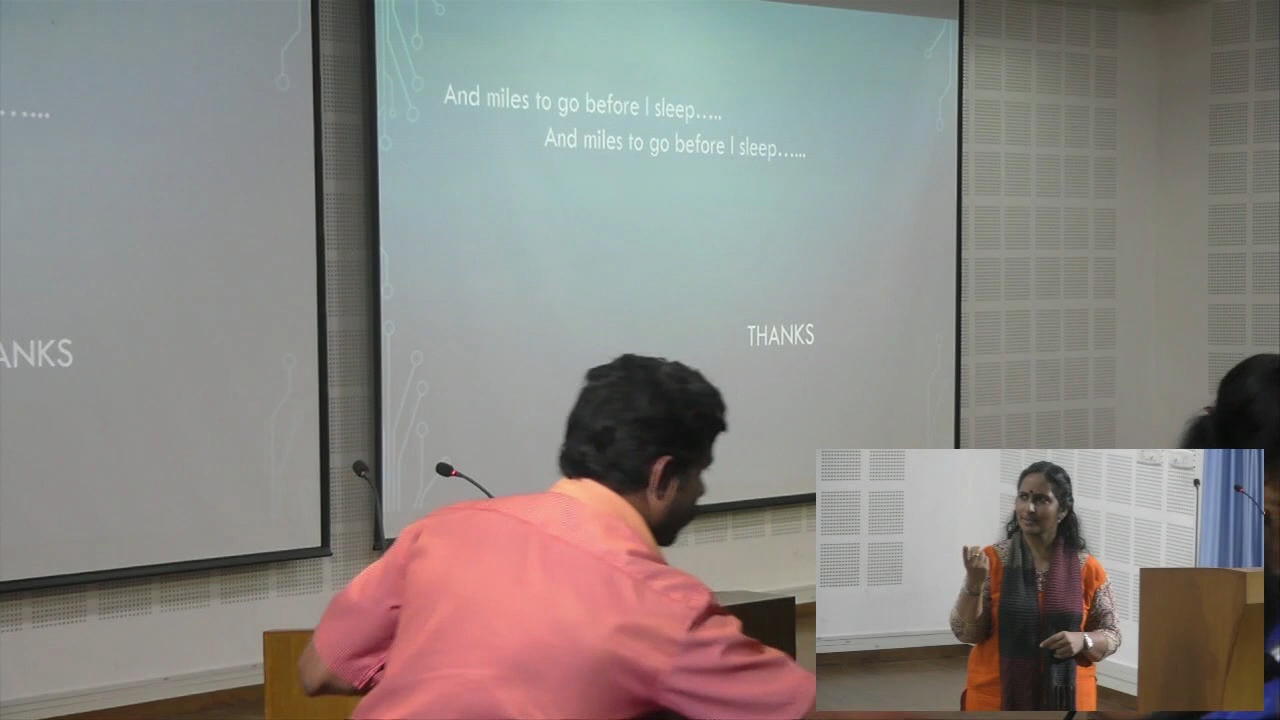 …...
ANKS
And miles to go before I sleep…..
And miles to go before I sleep…...
THANKS